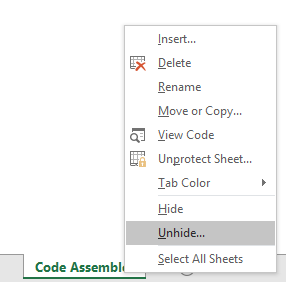 Insert...
Delete
Rename
Move or Copy...
View Code
Unprotect Sheet...
Tab Color
Hide
Unhide...
Select All Sheets
Code Assemble